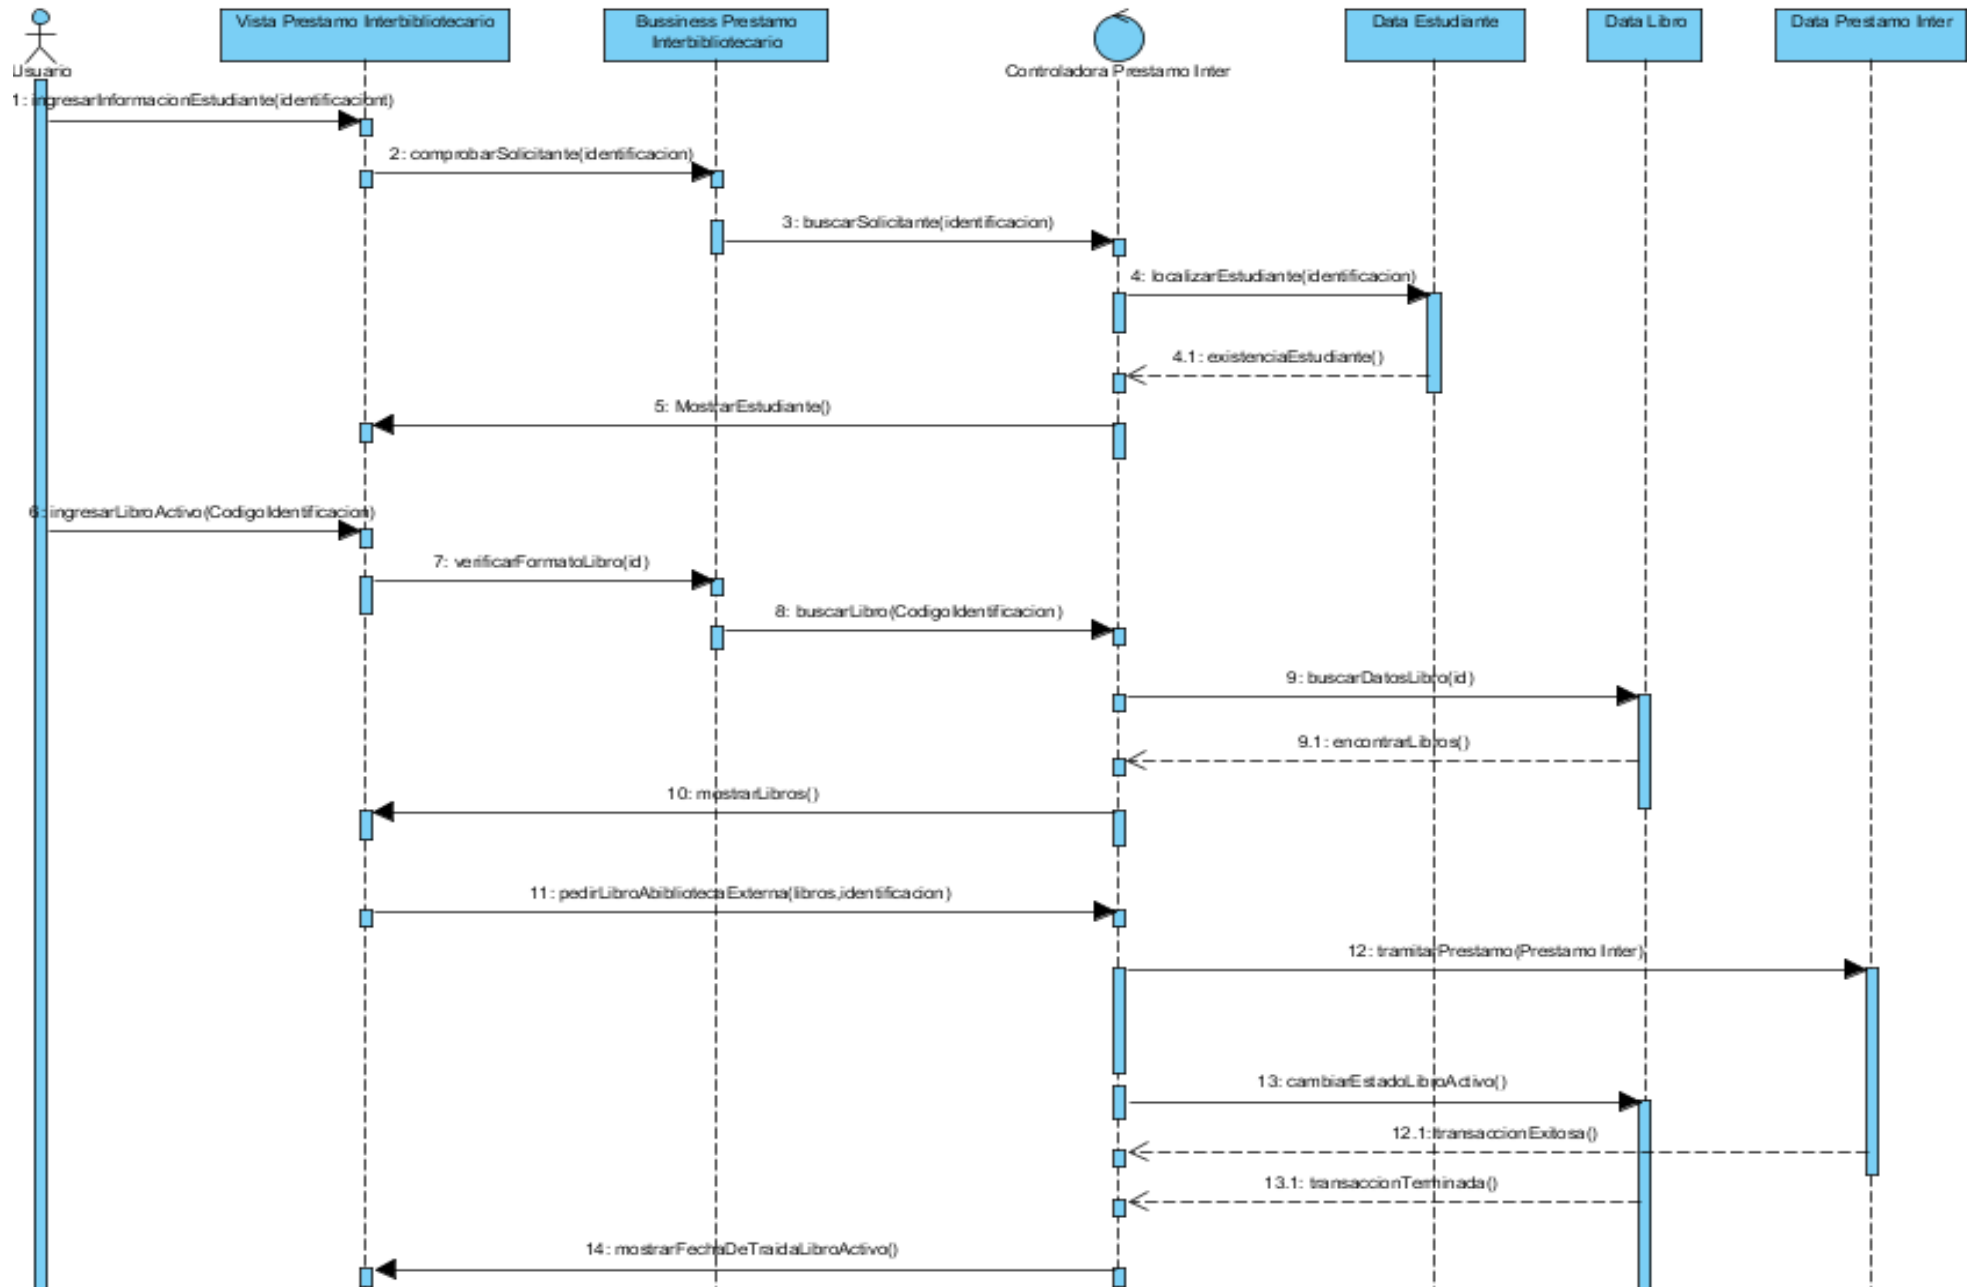 Vista Prestamo Interbibliotecario
Bussiness Prestamo
Interbibliotecario
Data Estudiante
Data Libro
Data Prestamo Inter
Usuario
Controladora Prestamo Inter
1: ingresarInformacionEstudiante(identificaciont)
2: comprobarSolicitante(identificacion)
3: buscarSolicitante(identificacion)
4: localizarEstudiante(identificacion)
4.1: existenciaEstudiante()
5: MostrarEstudiante()
6: ingresarLibroActivo(CodigoIdentificacion)
7: verificarFormatoLibro(id)
8: buscarLibro(CodigoIdentificacion)
9: buscarDatosLibro(id)
9.1: encontrarLibros()
10: mostrarLibros()
11: pedirLibroAbibliotecaExterna(libros,identificacion)
12: tramitarPrestamo(Prestamo Inter)
13: cambiarEstadoLibroActivo()
12.1: transaccionExitosa()
13.1: transaccionTerminada()
14: mostrarFechaDeTraidaLibroActivo()